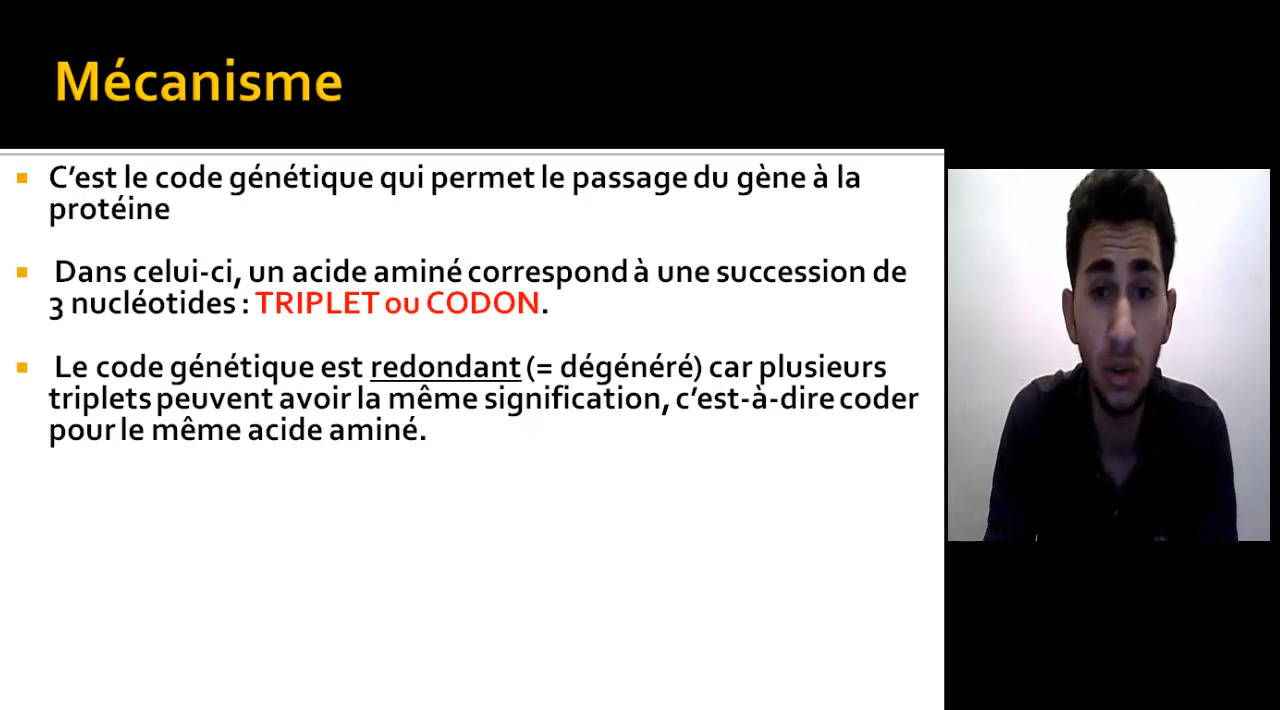 Mécanisme
C’est le code génétique qui permet le passage du gène à la
protéine
Dans celui-ci, un acide aminé correspond à une succession de
3 nucléotides : TRIPLET ou CODON.
Le code génétique est redondant (= dégénéré) car plusieurs
triplets peuvent avoir la même signification, c’est-à-dire coder
pour le même acide aminé.